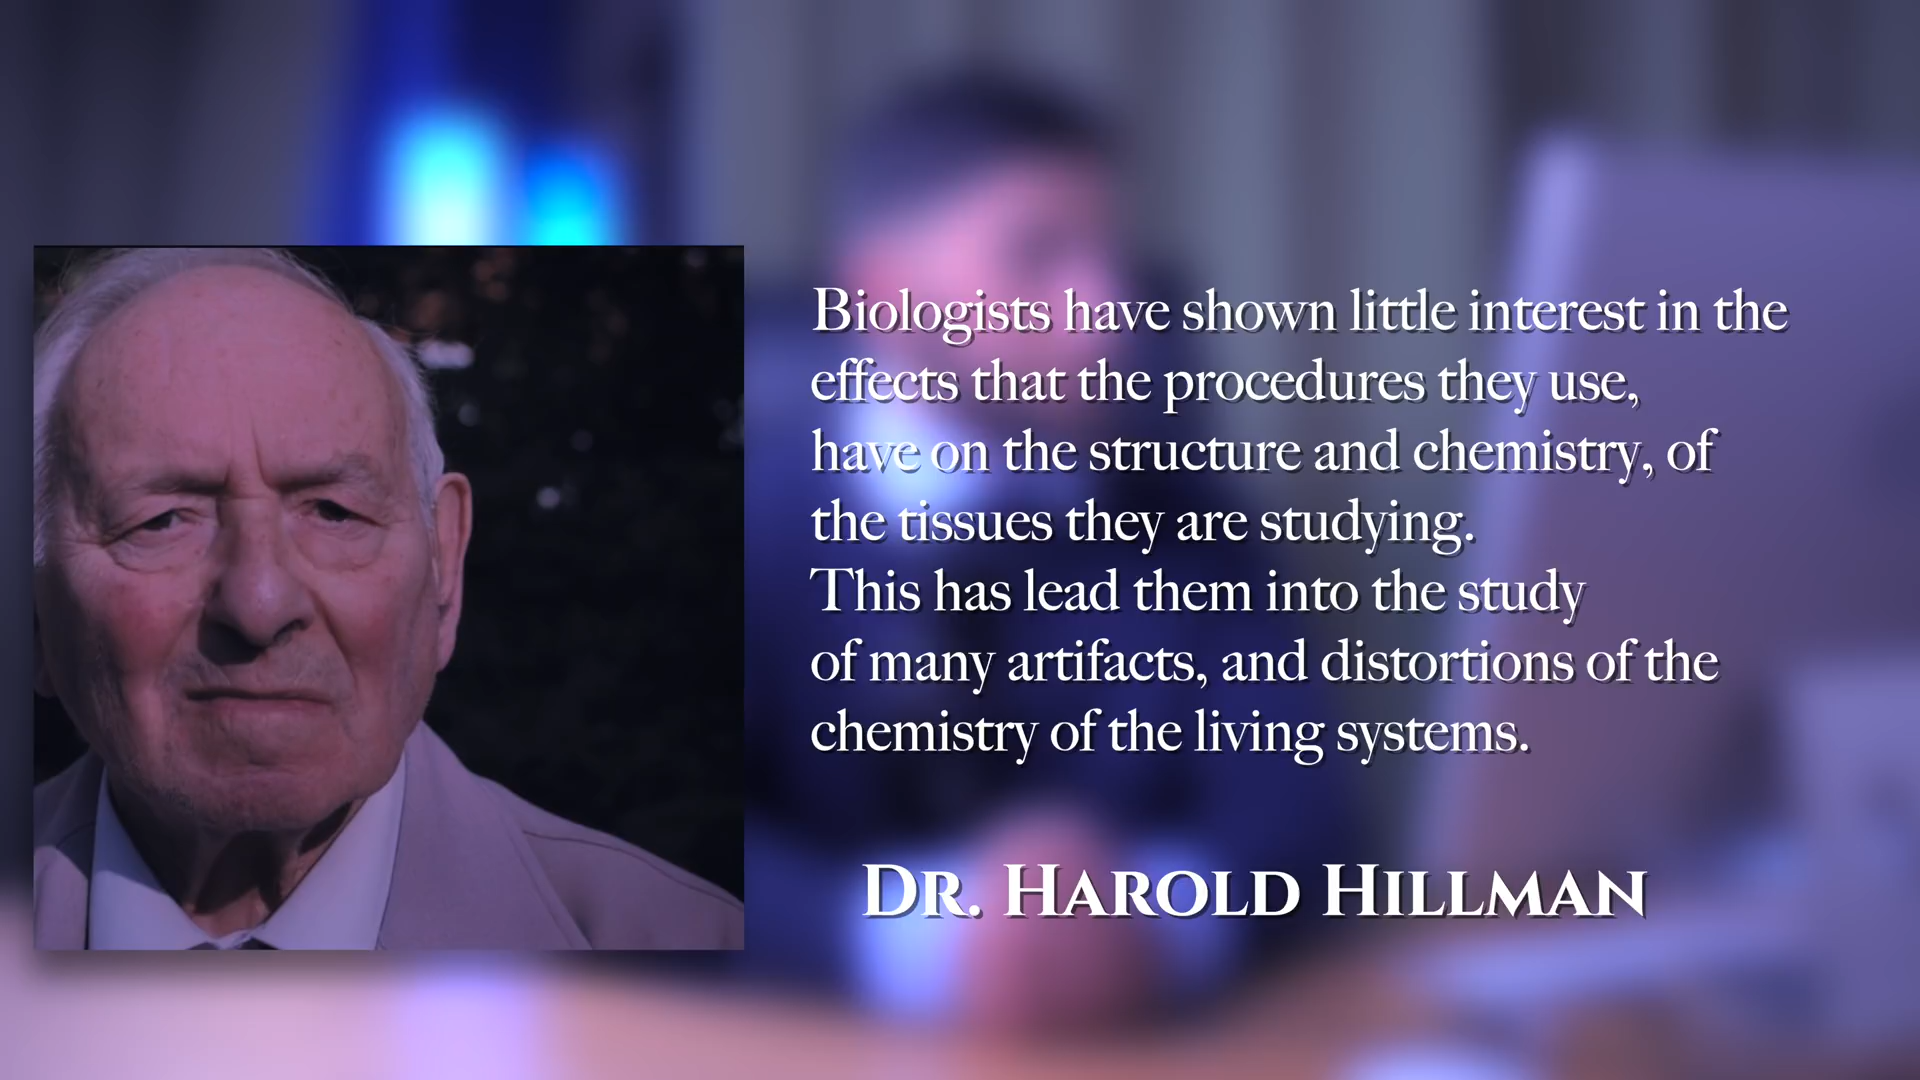 Biologists have shown little interest in the
effects that the procedures they use,
have on the structure and chemistry, of
the tissues they are studying.
This has lead them into the study
of many artifacts, and distortions of the
chemistry of the living systems.
Dr. Harold Hillman